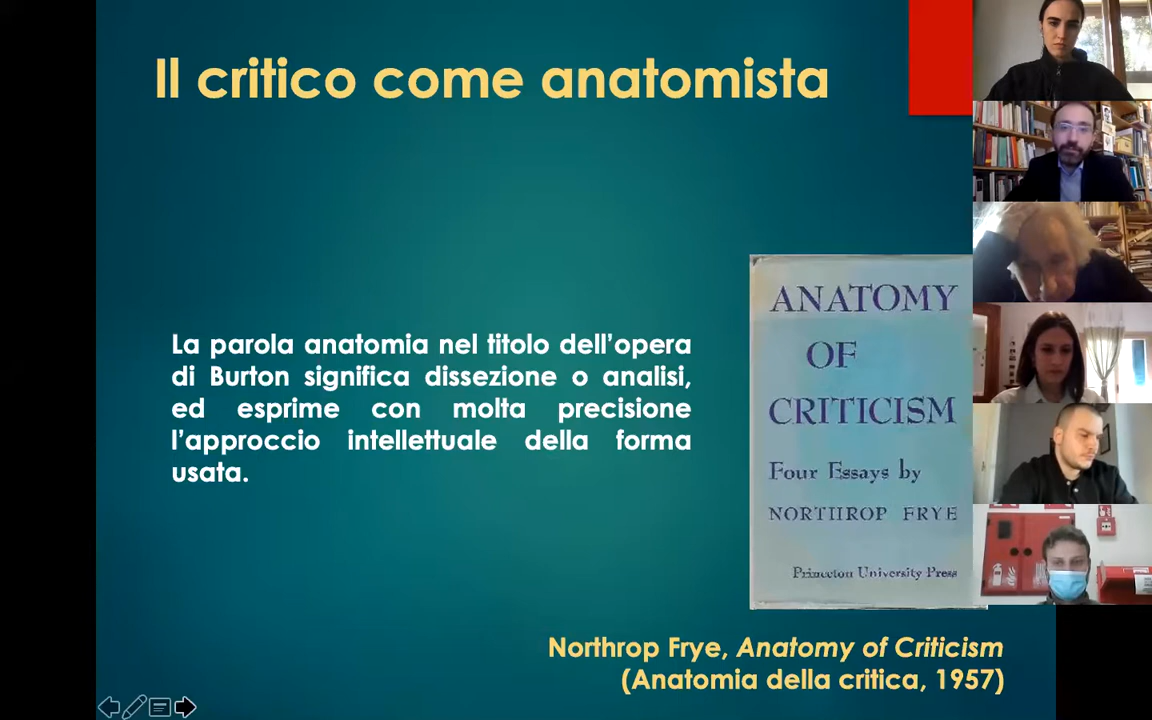 Il critico come anatomista
La parola anatomia nel titolo dell'opera
di Burton significa dissezione o analisi,
ed esprime con molta precisione
l'approccio intellettuale della forma
usata.
ANATOMY
OF
CRITICISM
Four Essays by
NORTHROP FRYE
Princeton University Press
Northrop Frye, Anatomy of Criticism
(Anatomia della critica, 1957)